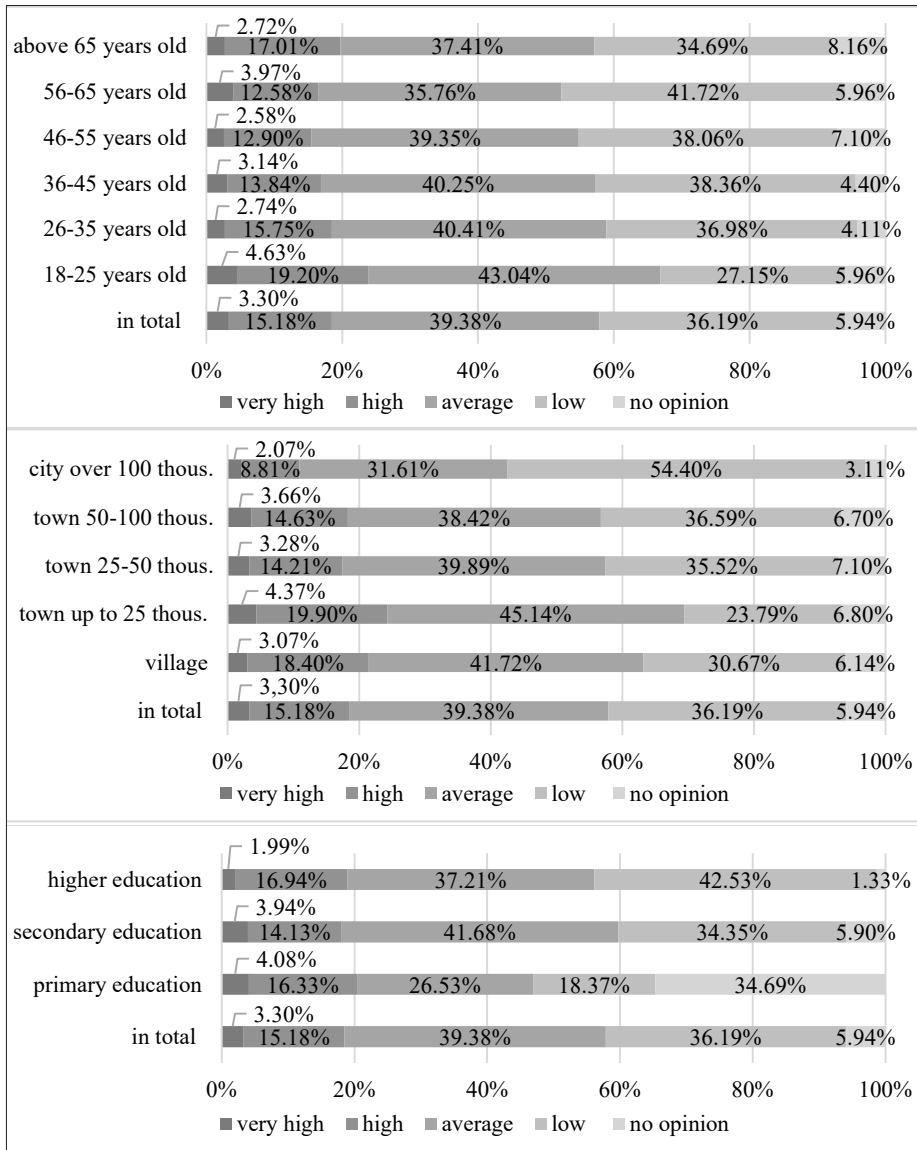 2.72%
above 65 years old 17.01% 37.41% 34.69% 8.16%
3.97%
56-65 years old 12.58% 35.76% 41.72% 5.96%
2.58%
46-55 years old 12.90% 39.35% 38.06% 7.10%
3.14%
36-45 years old 13.84% 40.25% 38.36% 4.40%
2.74%
26-35 years old 15.75% 40.41% 36.98% 4.11%
4.63%
18-25 years old 19.20% 43.04% 27.15% 5.96%
3.30%
in total 15.18% 39.38% 36.19% 5.94%
0% 20% 40% 60% 80% 100%
very high high average low no opinion
2.07%
city over 100 thous. 8.81% 31.61% 54.40% 3.11%
3.66%
town 50-100 thous. 14.63% 38.42% 36.59% 6.70%
3.28%
town 25-50 thous. 14.21% 39.89% 35.52% 7.10%
4.37%
town up to 25 thous. 19.90% 45.14% 23.79% 6.80%
3.07%
village 18.40% 41.72% 30.67% 6.14%
3,30%
in total 15.18% 39.38% 36.19% 5.94%
0% 20% 40% 60% 80% 100%
very high high average low no opinion
1.99%
higher education 16.94% 37.21% 42.53% 1.33%
3.94%
secondary education 14.13% 41.68% 34.35% 5.90%
4.08%
primary education 16.33% 26.53% 18.37% 34.69%
3.30%
in total 15.18% 39.38% 36.19% 5.94%
0% 20% 40% 60% 80% 100%
very high high average low no opinion